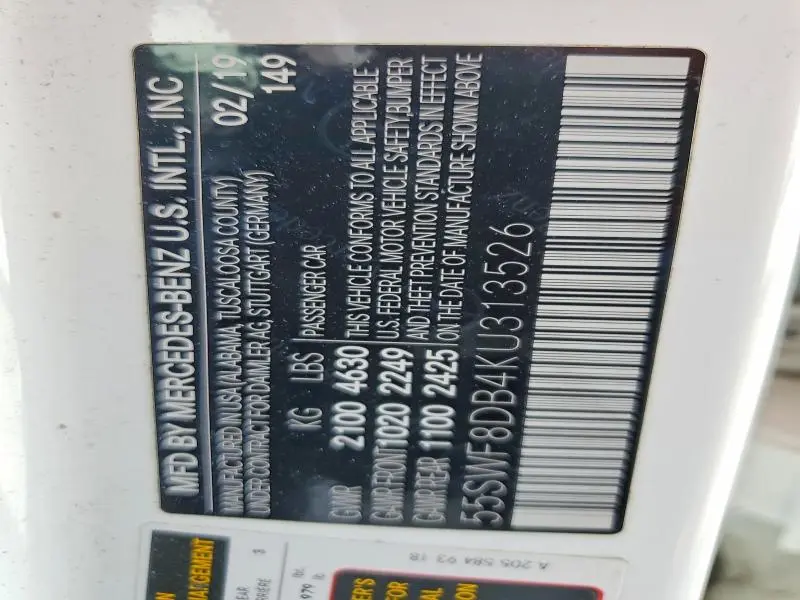 MFD BY MERCEDES-BENZ U.S. INTL., INC
MANUFACTURED IN USA (ALABAMA, TUSCALOOSA COUNTY) 02/19
UNDER CONTRACT FOR DAIMLER AG, STUTTGART (GERMANY) 149
KG LBS PASSENGER CAR
GVWR 2100 4630 THIS VEHICLE CONFORMS TO ALL APPLICABLE
GAWR FRONT 1020 2249 U.S. FEDERAL MOTOR VEHICLE SAFETY, BUMPER
GAWR REAR 1100 2425 AND THEFT PREVENTION STANDARDS IN EFFECT
ON THE DATE OF MANUFACTURE SHOWN ABOVE
55SWF8DB4KU313526
A 205 584 93 18